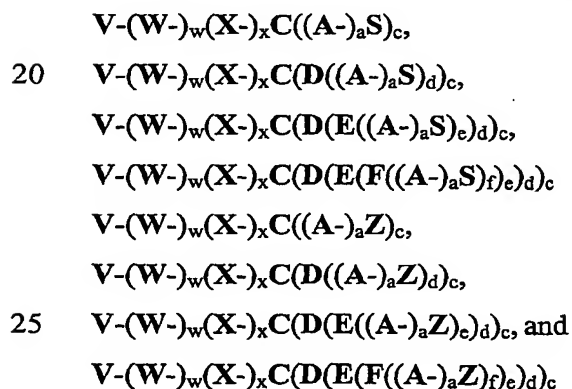 V-(W-)w(X-)xC((A-)aS)c,
20 V-(W-)w(X-)xC(D((A-)aS)d)c,
V-(W-)w(X-)xC(D(E((A-)aS)e)d)c,
V-(W-)w(X-)xC(D(E(F((A-)aS)f)e)d)c
V-(W-)w(X-)xC((A-)aZ)c,
V-(W-)w(X-)xC(D((A-)aZ)d)c,
25 V-(W-)w(X-)xC(D(E((A-)aZ)e)d)c, and
V-(W-)w(X-)xC(D(E(F((A-)aZ)f)e)d)c